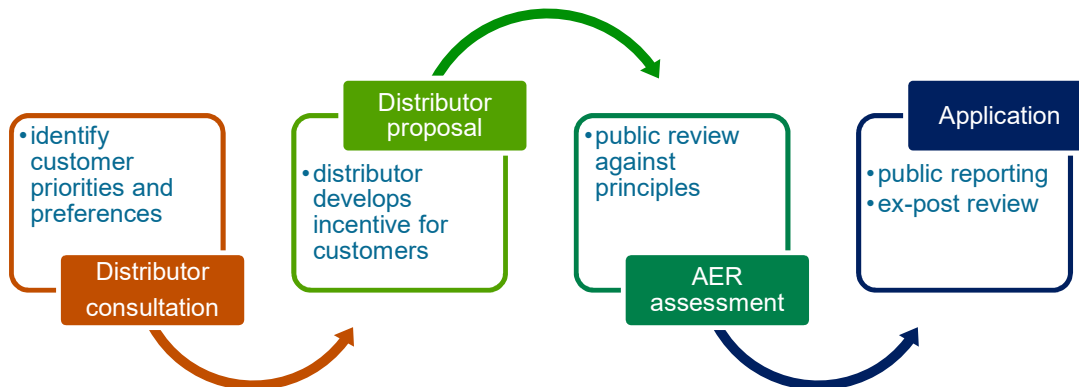 • identify
customer
priorities and
preferences
Distributor
consultation
Distributor
proposal
• distributor
develops
incentive for
customers
• public review
against
principles
AER
assessment
Application
• public reporting
• ex-post review